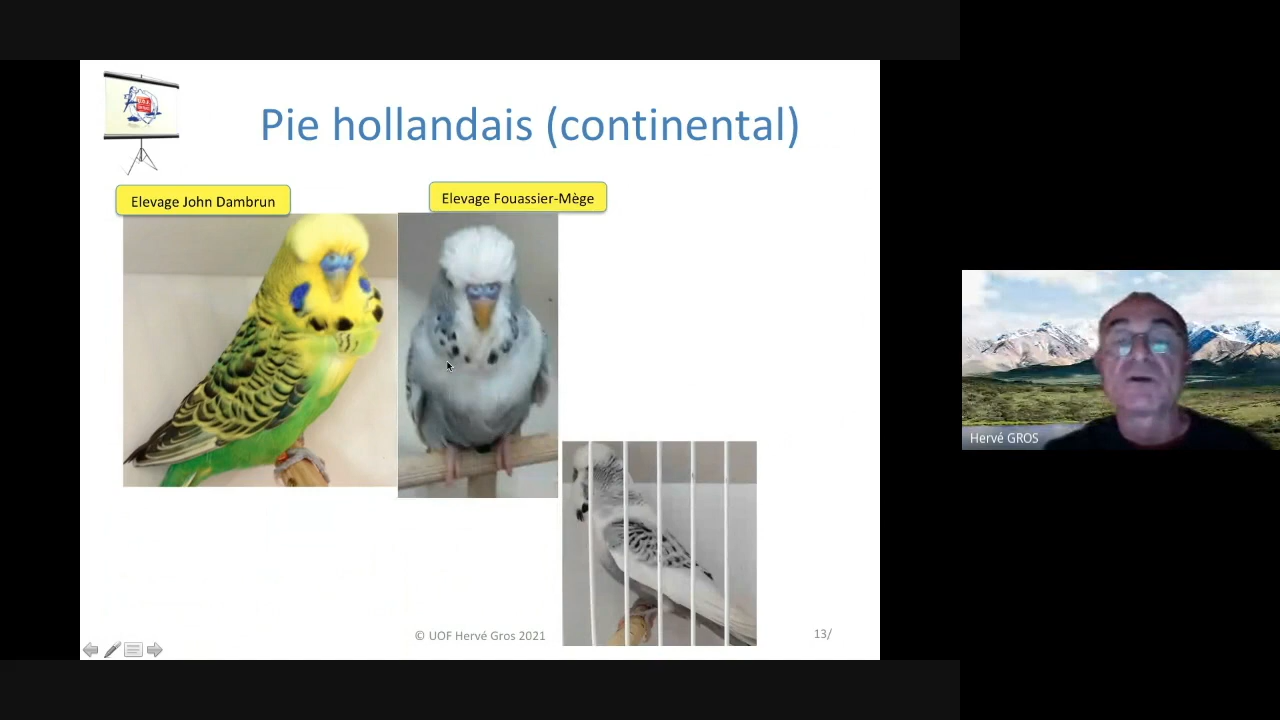 Pie hollandais (continental)
Elevage John Dambrun
Elevage Fouassier-Mège
Hervé GROS
© UOF Hervé Gros 2021
13/